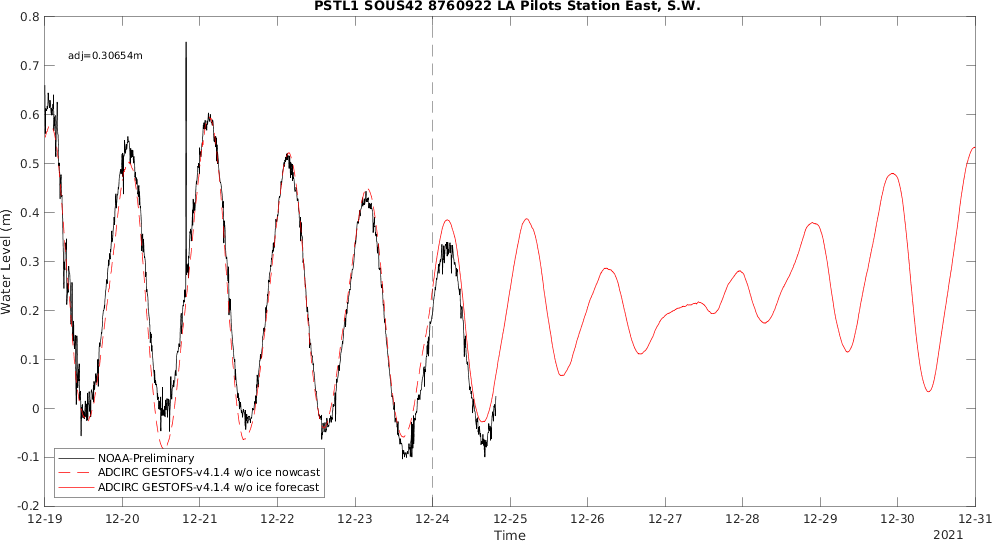 PSTL1 SOUS42 8760922 LA Pilots Station East, S.W.
adj=0.30654m
Water Level (m)
0.8
0.7
0.6
0.5
0.4
0.3
0.2
0.1
0
-0.1
-0.2
NOAA-Preliminary
ADCIRC GESTOFS-v4.1.4 w/o ice nowcast
ADCIRC GESTOFS-v4.1.4 w/o ice forecast
12-19 12-20 12-21 12-22 12-23 12-24 12-25 12-26 12-27 12-28 12-29 12-30 12-31
Time
2021